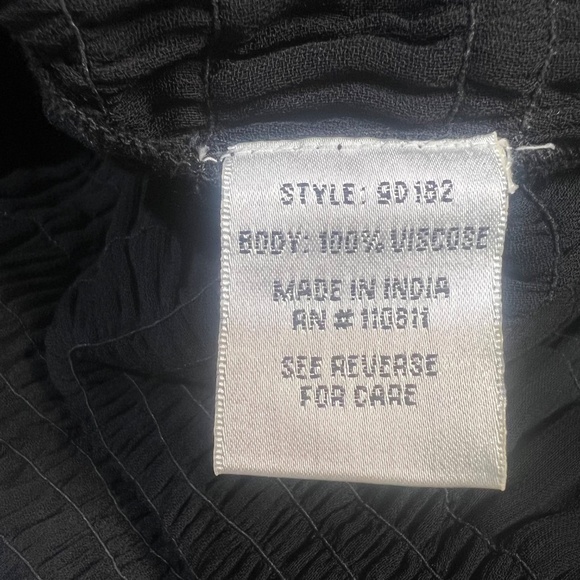 STYLE: 9D182
BODY: 100% VISCOSE
MADE IN INDIA
RN # 110811
SEE REVERSE
FOR CARE